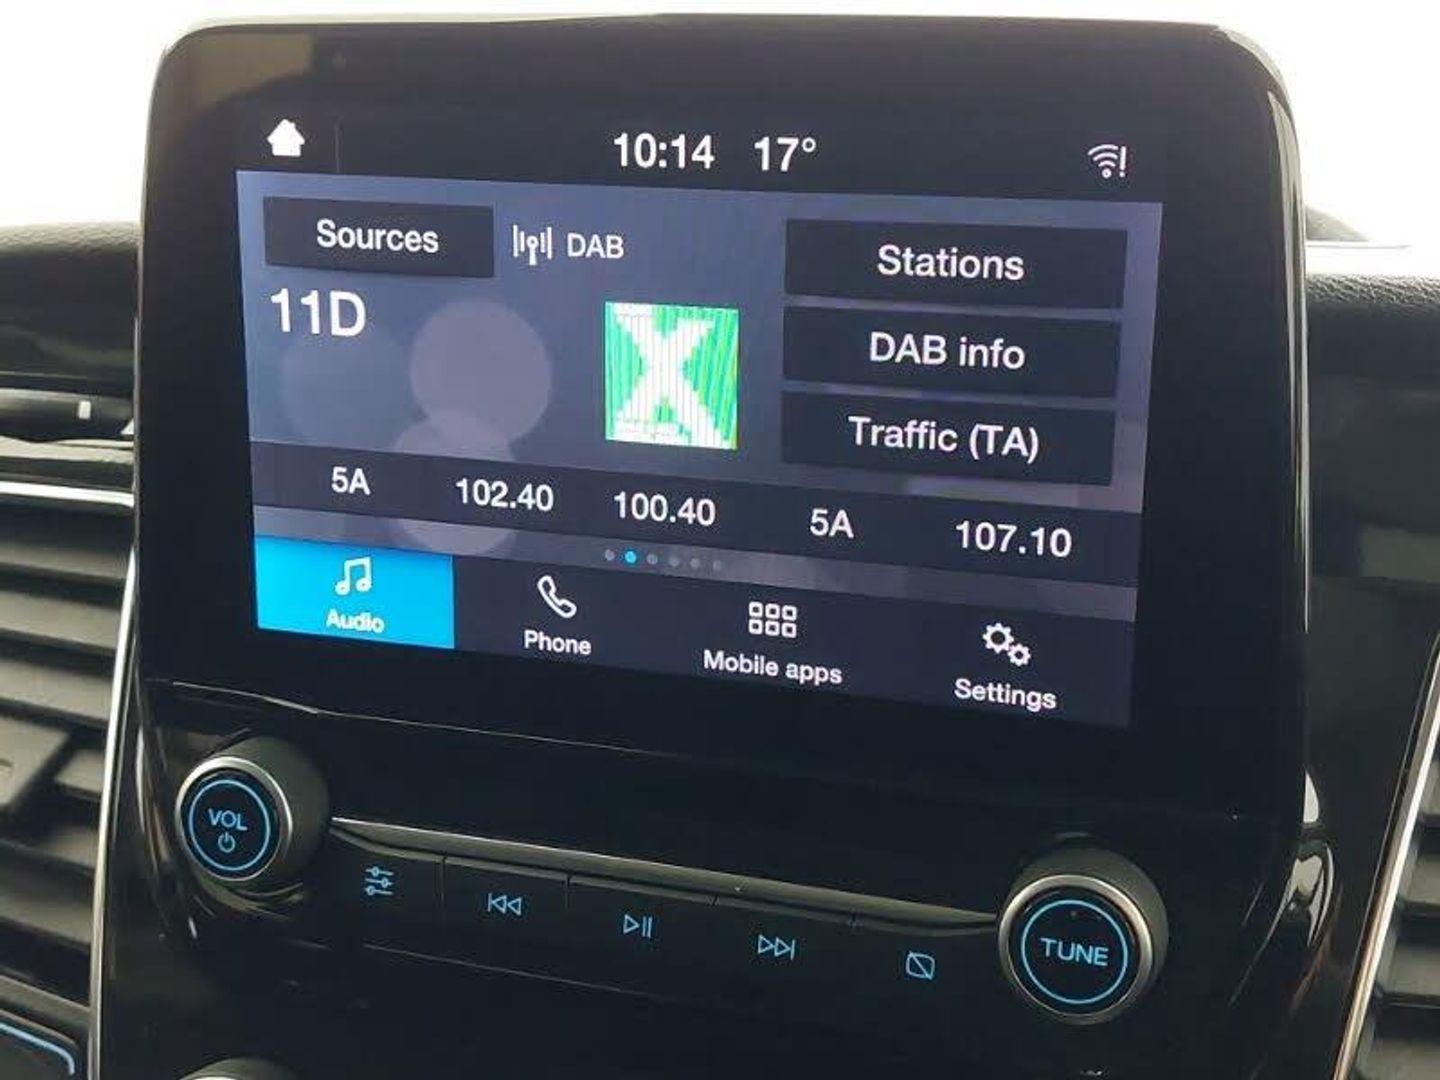 10:14 17°
Sources DAB
Stations
11D
DAB info
Traffic (TA)
5A 102.40 100.40 5A 107.10
Audio
Phone
Mobile apps
Settings
VOL
TUNE